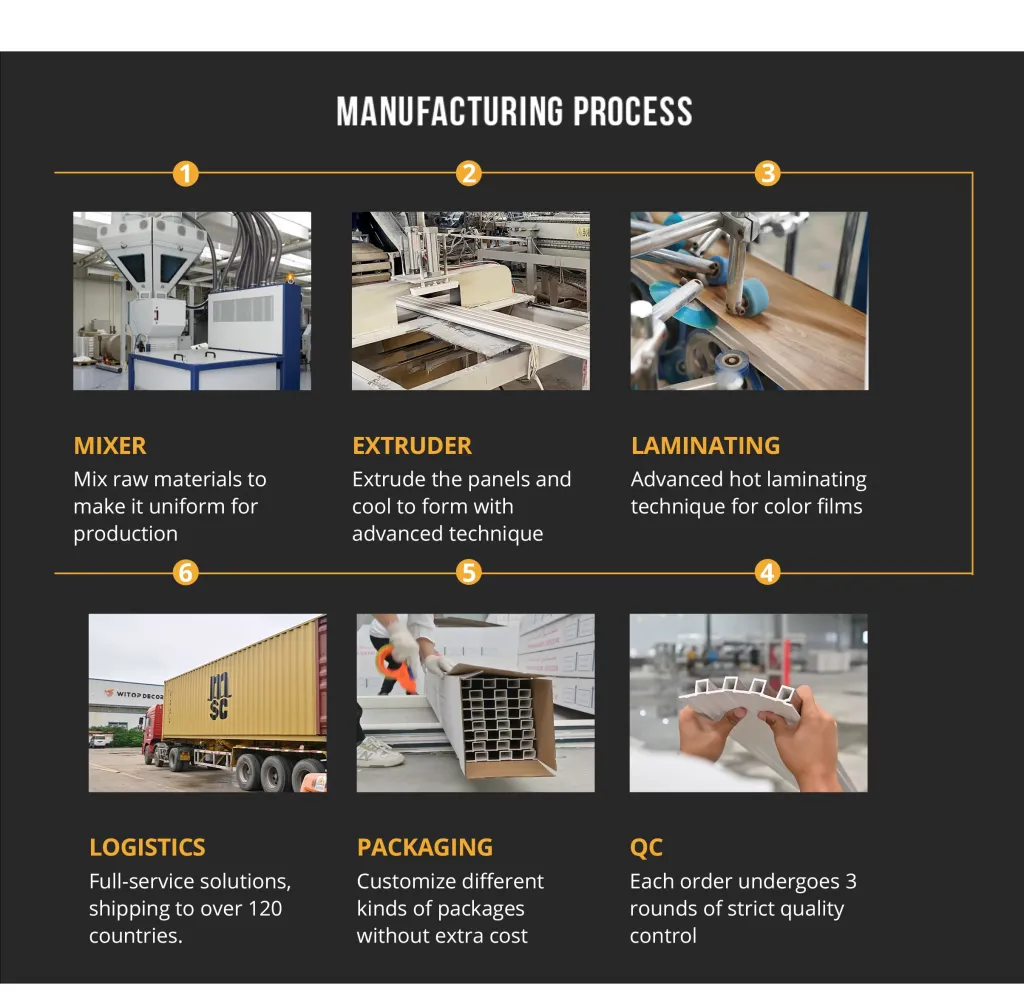 MANUFACTURING PROCESS
1
2
3
MIXER
Mix raw materials to
make it uniform for
production
EXTRUDER
Extrude the panels and
cool to form with
advanced technique
LAMINATING
Advanced hot laminating
technique for color films
6
5
4
WITOP DECOR
m
SC
LOGISTICS
Full-service solutions,
shipping to over 120
countries.
PACKAGING
Customize different
kinds of packages
without extra cost
QC
Each order undergoes 3
rounds of strict quality
control